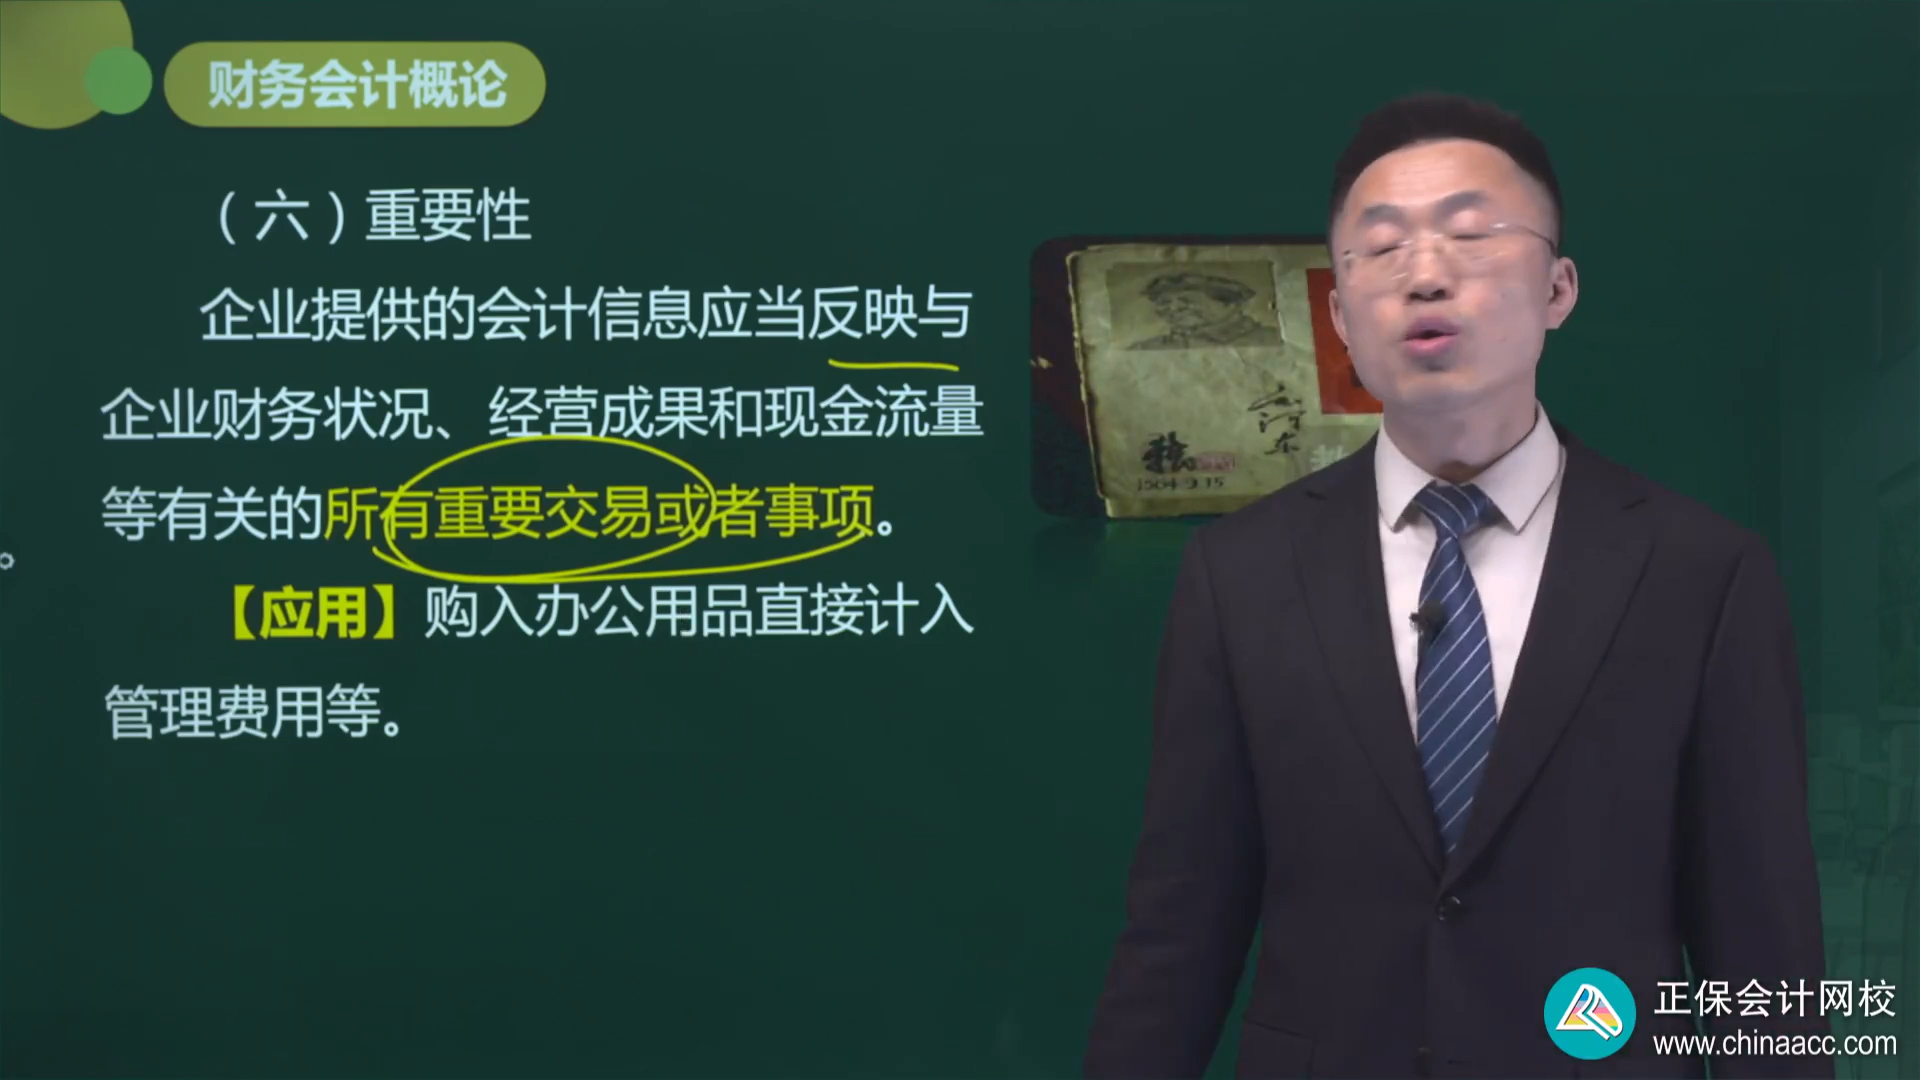 财务会计概论
（六）重要性
企业提供的会计信息应当反映与
企业财务状况、经营成果和现金流量
等有关的所有重要交易或者事项。
【应用】购入办公用品直接计入
管理费用等。
正保会计网校
www.chinaacc.com